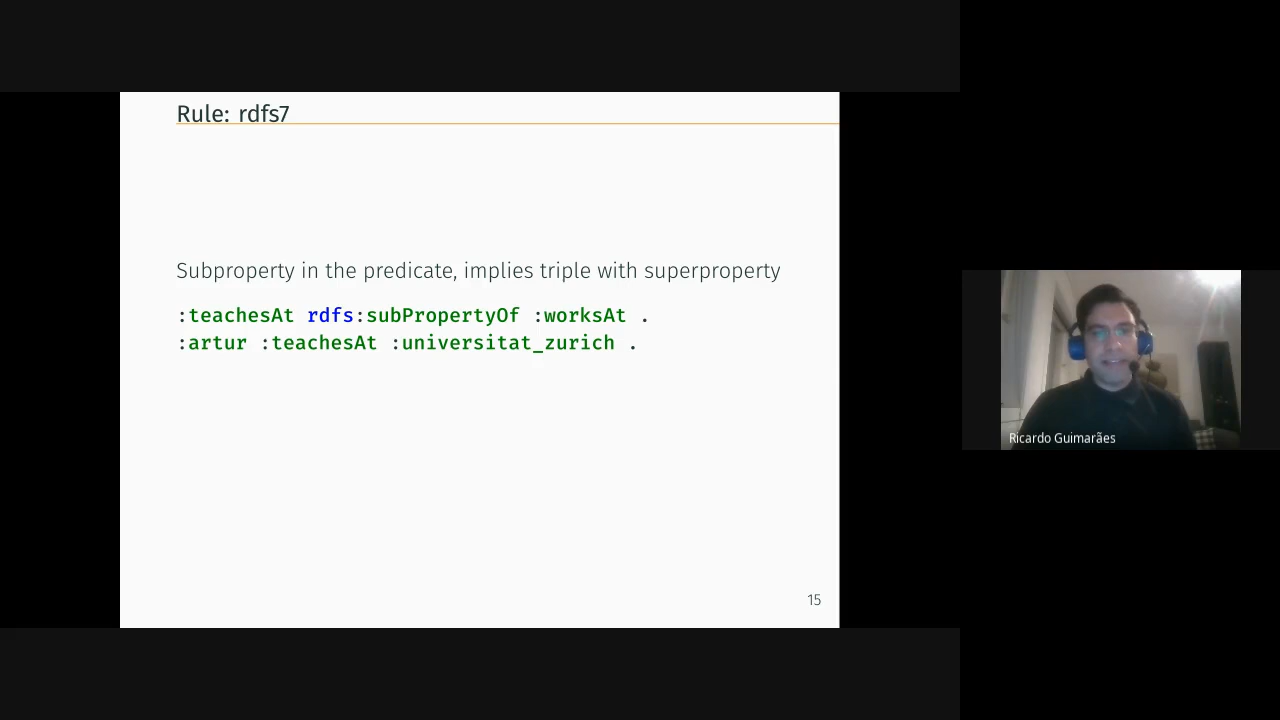 Rule: rdfs7
Subproperty in the predicate, implies triple with superproperty
:teachesAt rdfs:subPropertyOf :worksAt .
:artur :teachesAt :universitat_zurich .
15
Ricardo Guimarães